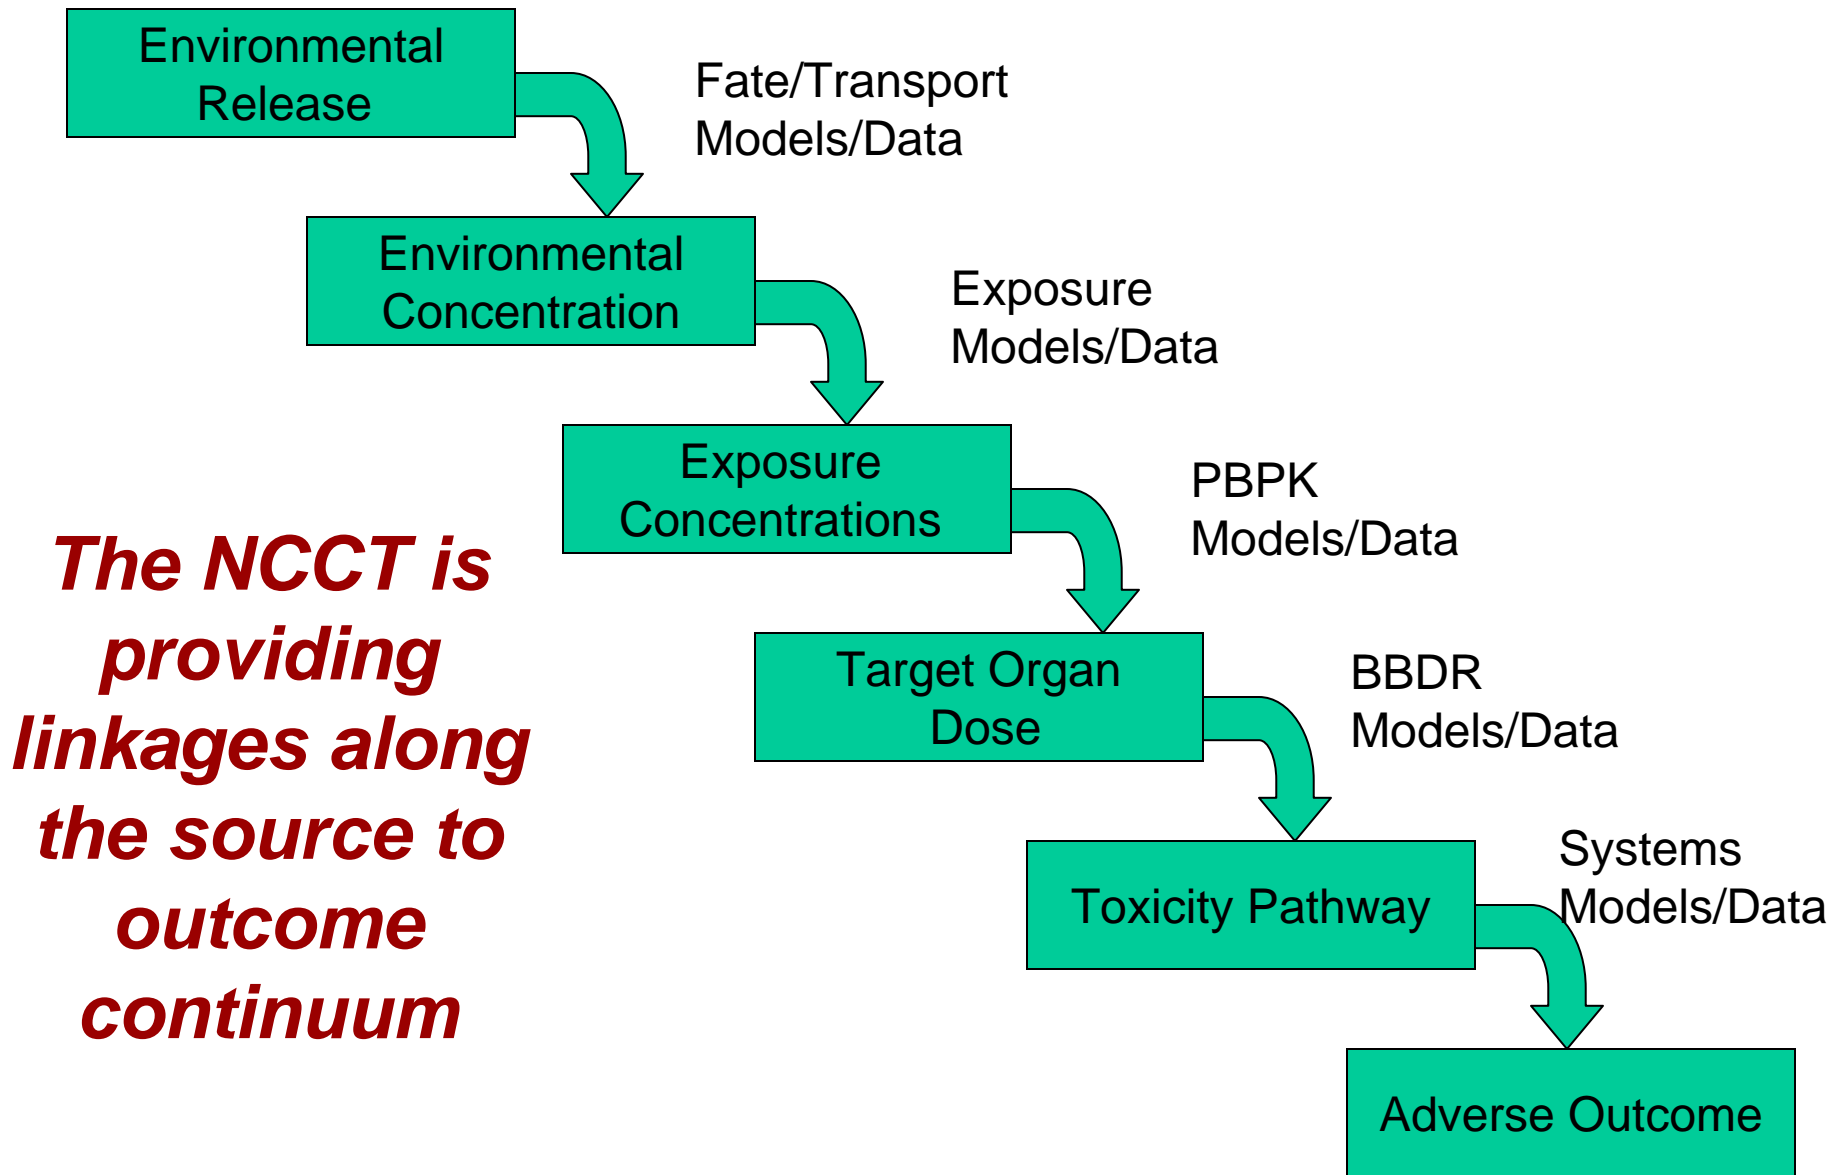 Environmental
Release
Fate/Transport
Models/Data
Environmental
Concentration
Exposure
Models/Data
Exposure
Concentrations
PBPK
Models/Data
The NCCT is
providing
linkages along
the source to
outcome
continuum
Target Organ
Dose
BBDR
Models/Data
Toxicity Pathway
Systems
Models/Data
Adverse Outcome